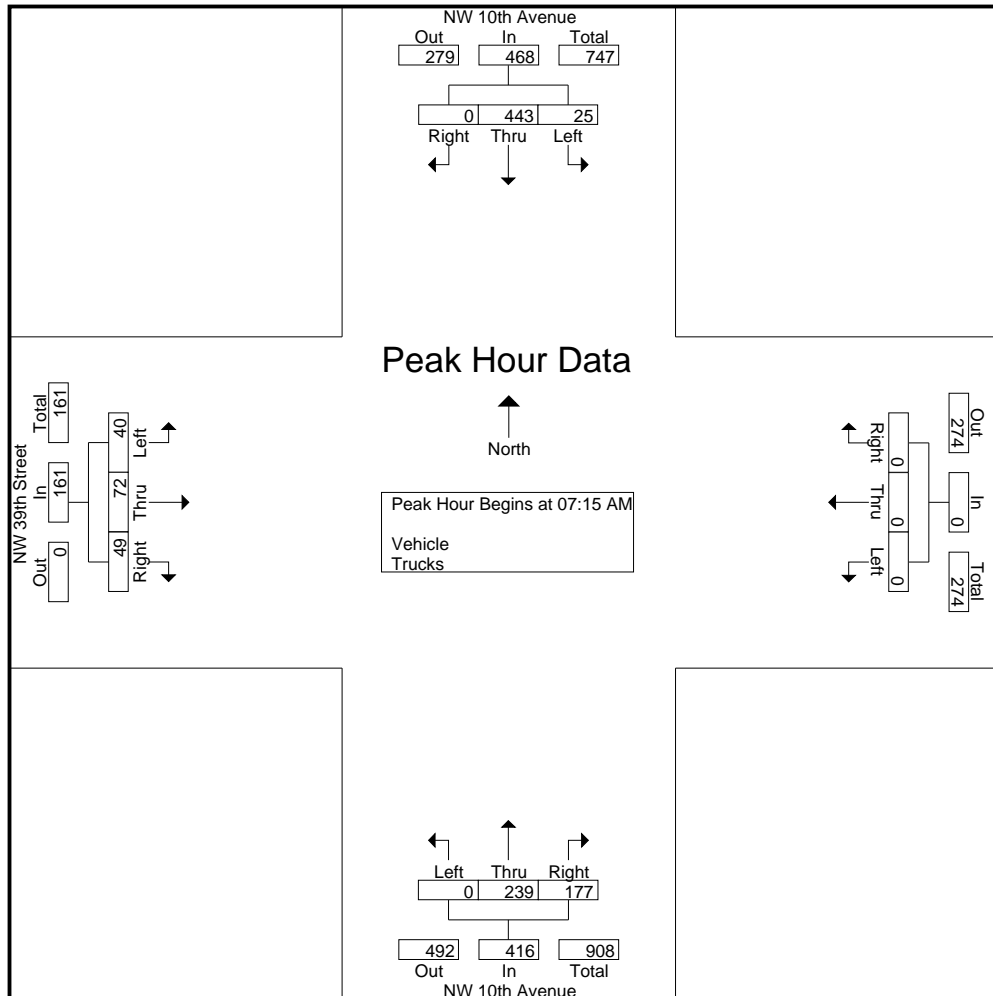 NW 10th Avenue
Out In Total
279 468 747
0 443 25
Right Thru Left
Peak Hour Data
North
Peak Hour Begins at 07:15 AM
Vehicle
Trucks
NW 39th Street
Out In Total
0 161 161
49 72 40
Right Thru Left
Out In Total
274 0 274
0 0 0
Right Thru Left
Left Thru Right
0 239 177
492 416 908
Out In Total
NW 10th Avenue